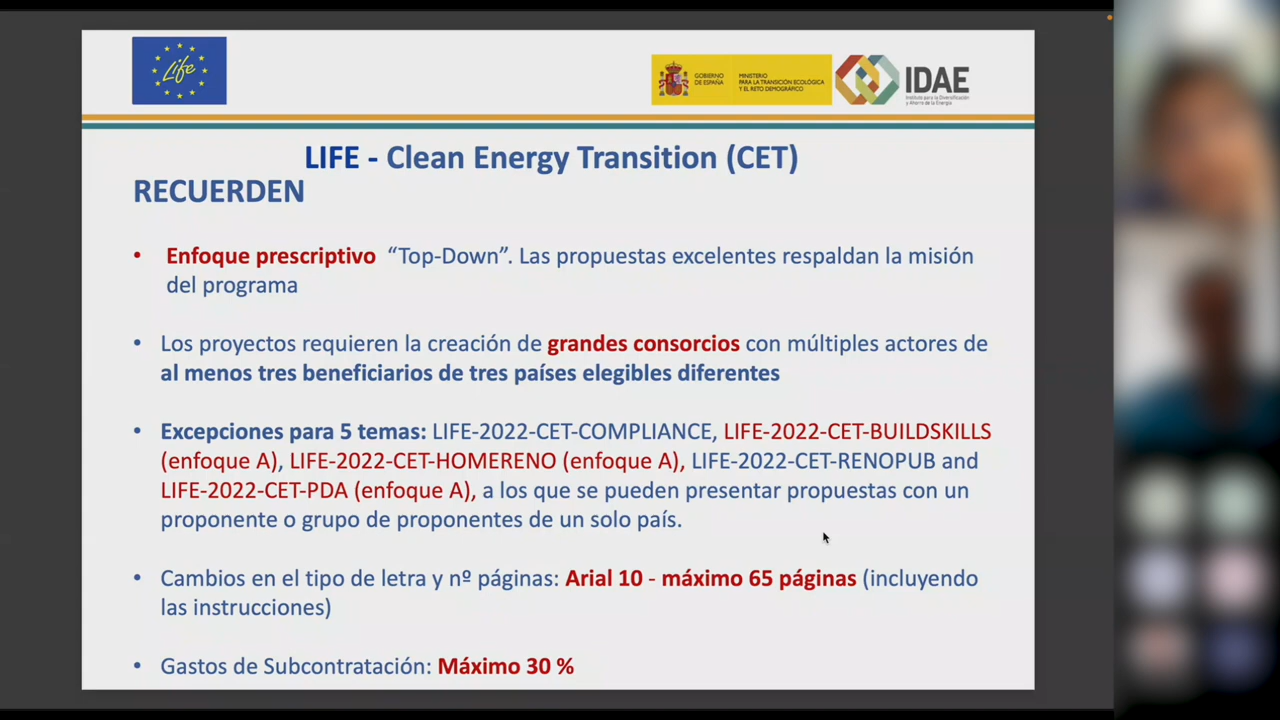 Life
GOBIERNO
DE ESPAÑA
MINISTERIO
PARA LA TRANSICIÓN ECOLÓGICA
Y EL RETO DEMOGRÁFICO
IDAE
Instituto para la Diversificación
y Ahorro de la Energía
LIFE - Clean Energy Transition (CET)
RECUERDEN
• Enfoque prescriptivo “Top-Down”. Las propuestas excelentes respaldan la misión
del programa
• Los proyectos requieren la creación de grandes consorcios con múltiples actores de
al menos tres beneficiarios de tres países elegibles diferentes
• Excepciones para 5 temas: LIFE-2022-CET-COMPLIANCE, LIFE-2022-CET-BUILDSKILLS
(enfoque A), LIFE-2022-CET-HOMERENO (enfoque A), LIFE-2022-CET-RENOPUB and
LIFE-2022-CET-PDA (enfoque A), a los que se pueden presentar propuestas con un
proponente o grupo de proponentes de un solo país.
• Cambios en el tipo de letra y nº páginas: Arial 10 - máximo 65 páginas (incluyendo
las instrucciones)
• Gastos de Subcontratación: Máximo 30 %